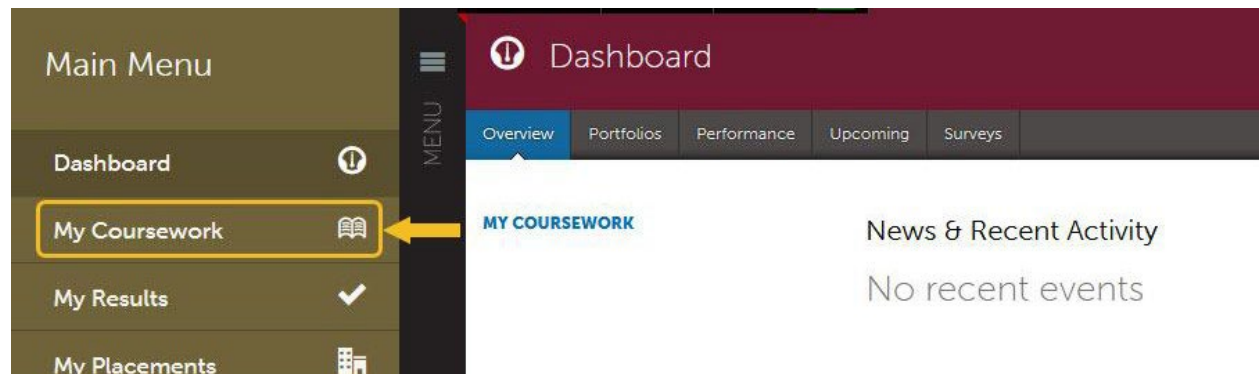 Main Menu
Dashboard
My Coursework
My Results
My Placements
MENU
Dashboard
Overview Portfolios Performance Upcoming Surveys
MY COURSEWORK
News & Recent Activity
No recent events